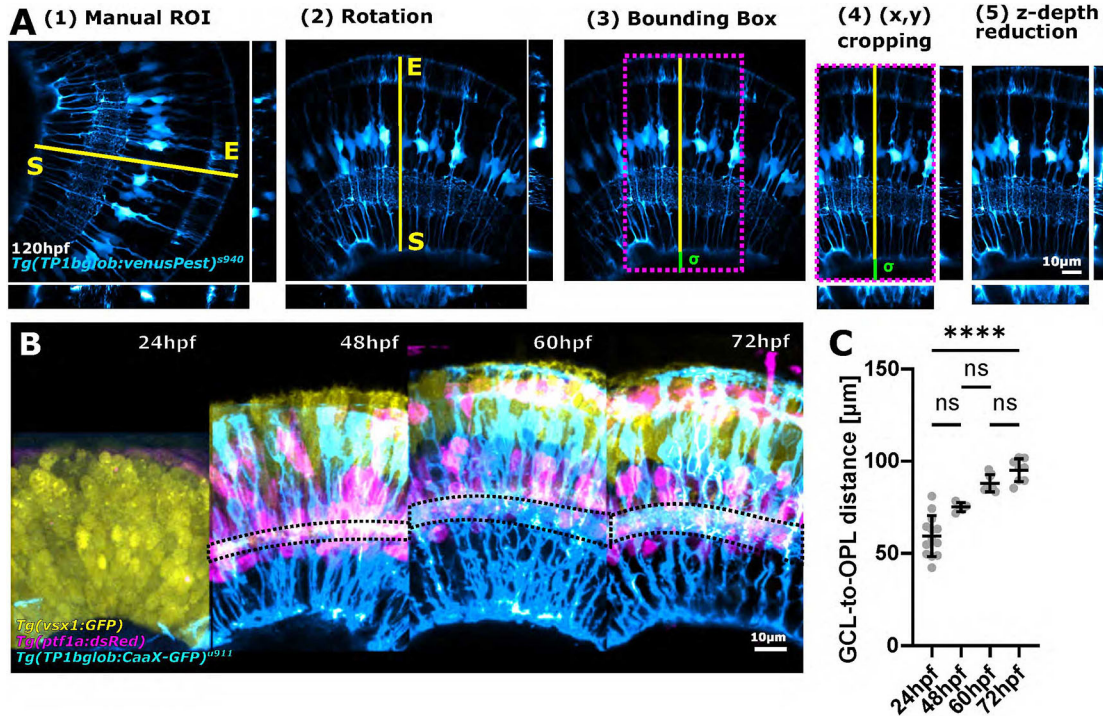 A
(1) Manual ROI
(2) Rotation
(3) Bounding Box
(4) (x,y)
cropping
(5) z-depth
reduction
S
E
120hpf
Tg(TP1bglob:venusPest)s940
E
S
σ
σ
10μm
B
24hpf
48hpf
60hpf
72hpf
Tg(vsx1:GFP)
Tg(ptf1a:dsRed)
Tg(TP1bglob:CaaX-GFP)u911
10μm
C
****
ns
ns
ns
GCL-to-OPL distance [μm]
150
100
50
0
24hpf
48hpf
60hpf
72hpf